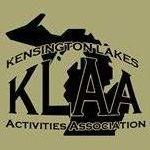 KENSINGTON LAKES
KLAA
ACTIVITIES ASSOCIATION